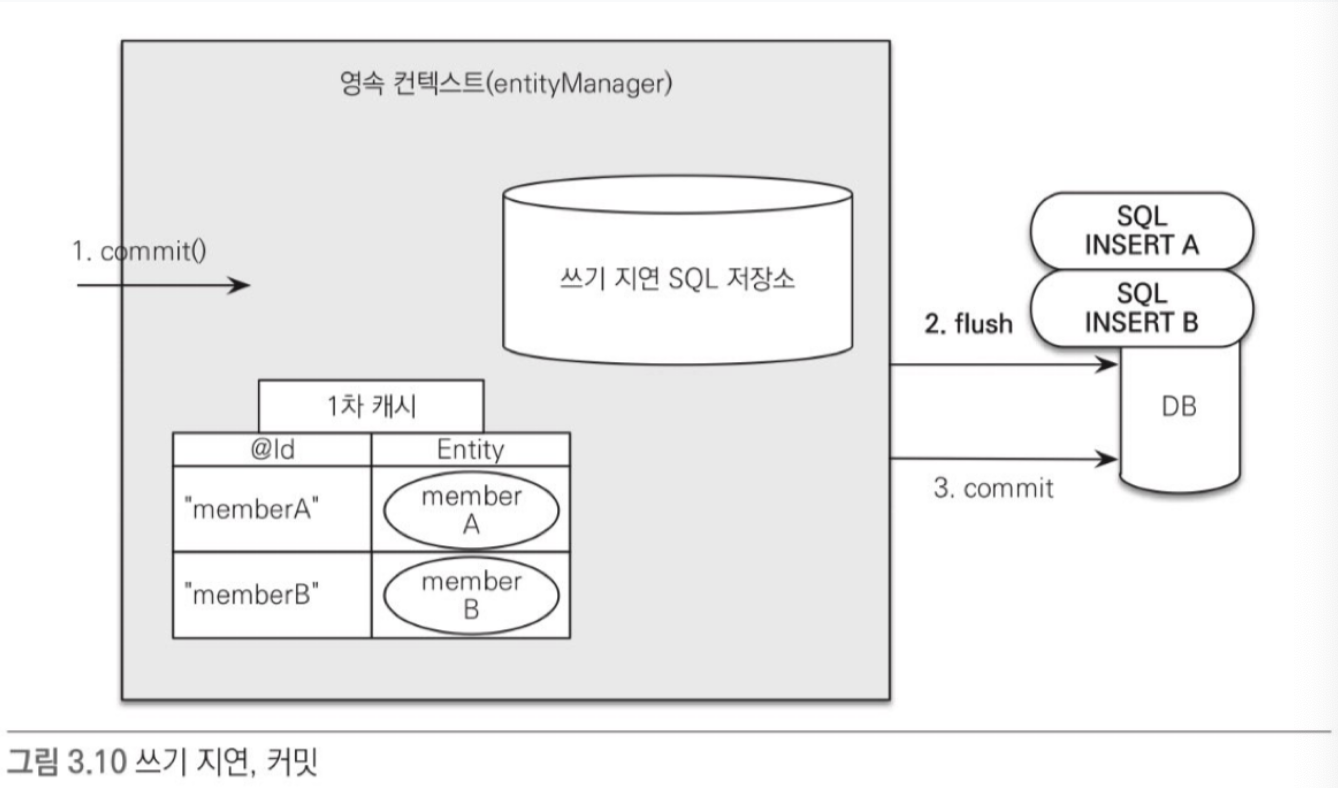 영속 컨텍스트(entityManager)
1. commit()
쓰기 지연 SQL 저장소
SQL
INSERT A
SQL
INSERT B
2. flush
DB
3. commit
1차 캐시
@Id
Entity
"memberA"
member
A
"memberB"
member
B
그림 3.10 쓰기 지연, 커밋